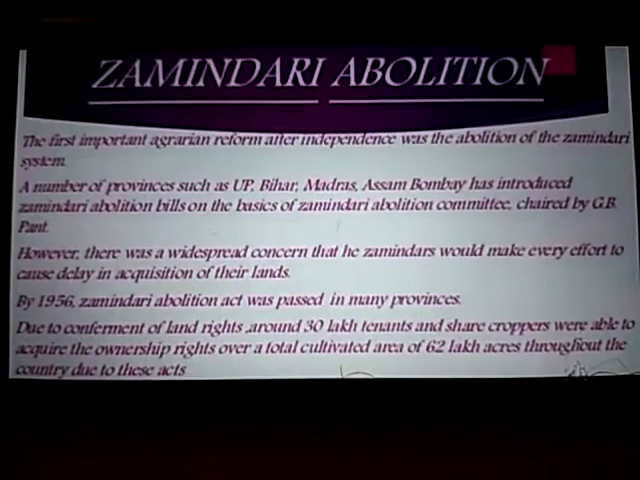 ZAMINDARI ABOLITION
The first important agrarian reform after independence was the abolition of the zamindari
system.
A number of provinces such as UP, Bihar, Madras, Assam Bombay has introduced
zamindari abolition bills on the basics of zamindari abolition committee, chaired by G.B.
Pant.
However, there was a widespread concern that he zamindars would make every effort to
cause delay in acquisition of their lands.
By 1956, zamindari abolition act was passed in many provinces.
Due to conferment of land rights ,around 30 lakh tenants and share croppers were able to
acquire the ownership rights over a total cultivated area of 62 lakh acres throughout the
country due to these acts